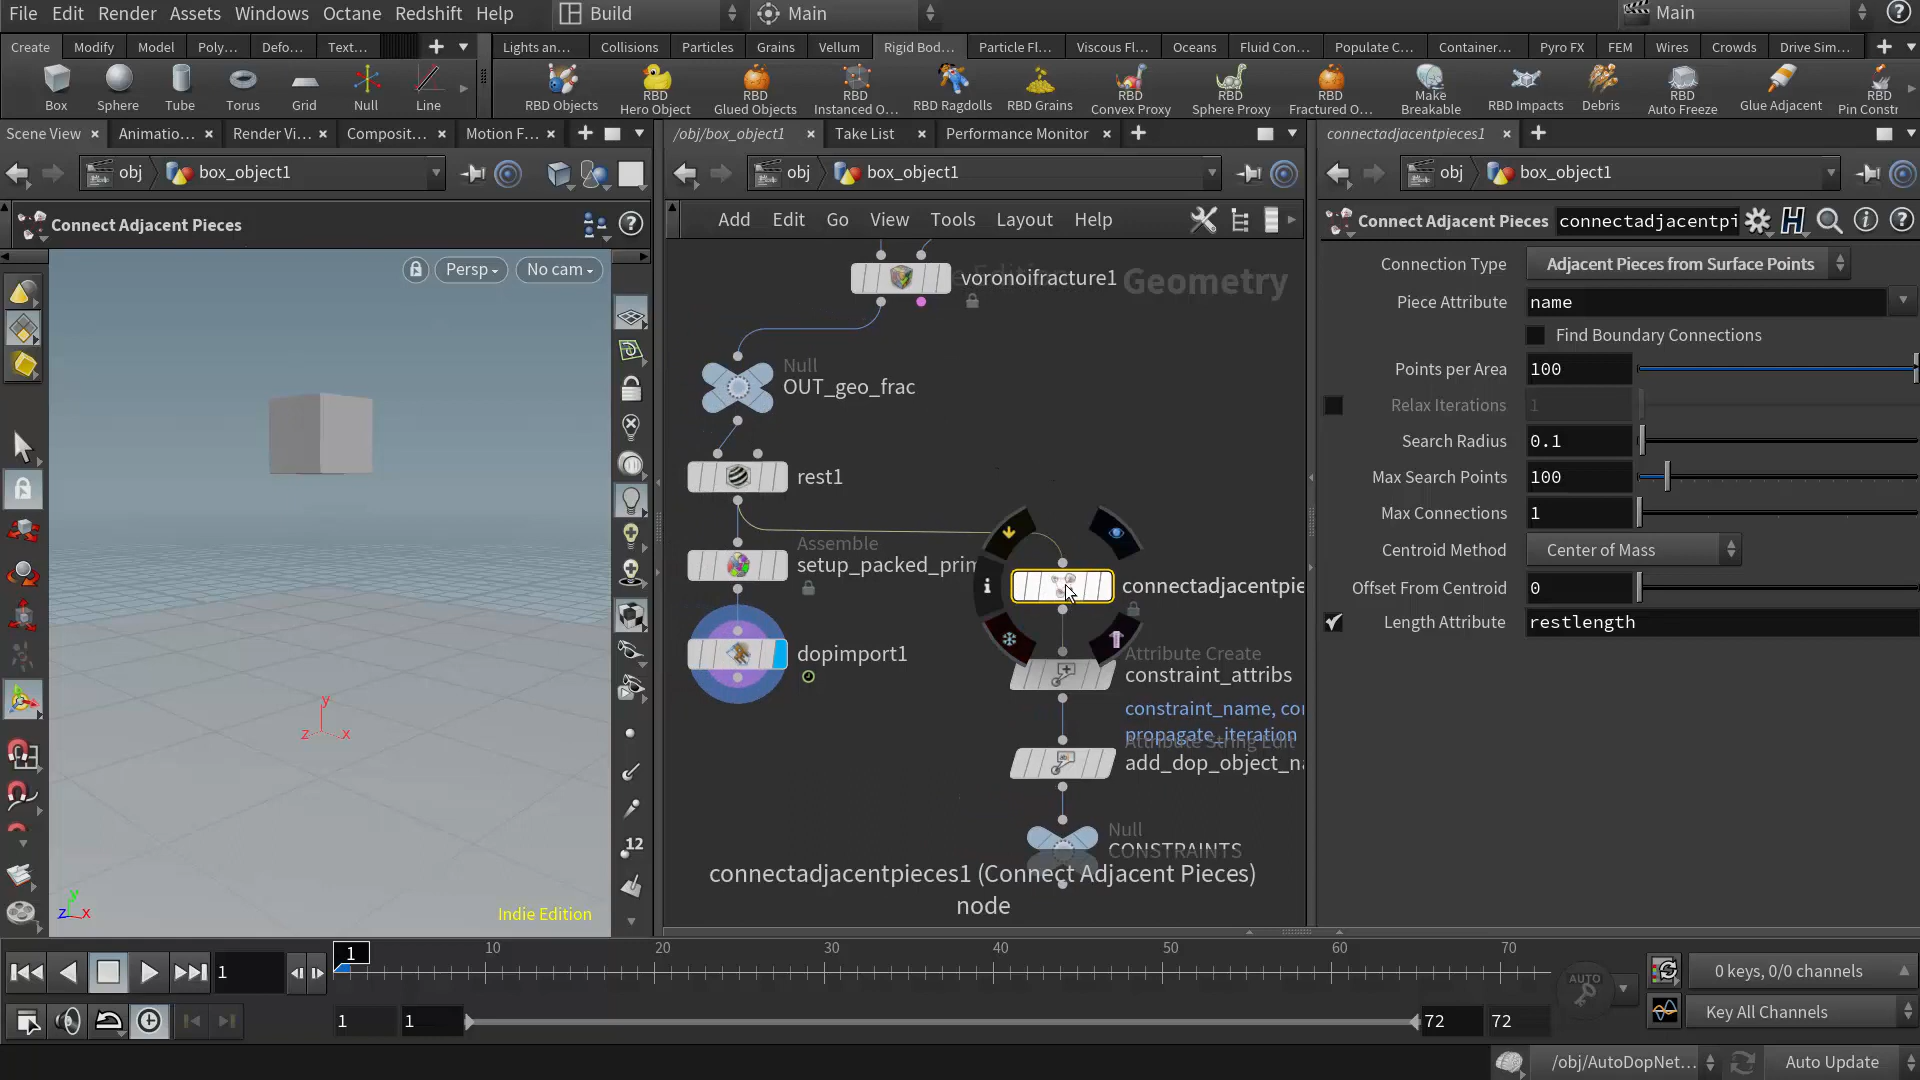 File Edit Render Assets Windows Octane Redshift Help Build Main Main
Create Modify Model Poly... Defo... Text... Lights an... Collisions Particles Grains Vellum Rigid Bod... Particle Fl... Viscous Fl... Oceans Fluid Con... Populate C... Container... Pyro FX FEM Wires Crowds Drive Sim...
Box Sphere Tube Torus Grid Null Line
RBD Objects
RBD
Hero Object
RBD
Glued Objects
RBD
Instanced O...
RBD Ragdolls
RBD Grains
RBD
Convex Proxy
RBD
Sphere Proxy
RBD
Fractured O...
Make
Breakable
RBD Impacts
Debris
RBD
Auto Freeze
Glue Adjacent
RBD
Pin Constr
Scene View Animatio... Render Vi... Composit... Motion F...
obj box_object1
Connect Adjacent Pieces
Persp No cam
y
z x
y
z x
Indie Edition
12
/obj/box_object1 Take List Performance Monitor
obj box_object1
Add Edit Go View Tools Layout Help
Geometry
voronoifracture1
Null
OUT_geo_frac
rest1
Assemble
setup_packed_prim
dopimport1
connectadjacentpie
Attribute Create
constraint_attribs
constraint_name, con
propagate_iteration
Attribute String Edit
add_dop_object_na
Null
CONSTRAINTS
connectadjacentpieces1 (Connect Adjacent Pieces)
node
connectadjacentpieces1
obj box_object1
Connect Adjacent Pieces connectadjacentpi
Connection Type Adjacent Pieces from Surface Points
Piece Attribute name
Find Boundary Connections
Points per Area 100
Relax Iterations 1
Search Radius 0.1
Max Search Points 100
Max Connections 1
Centroid Method Center of Mass
Offset From Centroid 0
Length Attribute restlength
1 1 10 20 30 40 50 60 70
AUTO
0 keys, 0/0 channels
1 1 72 72
Key All Channels
/obj/AutoDopNet... Auto Update